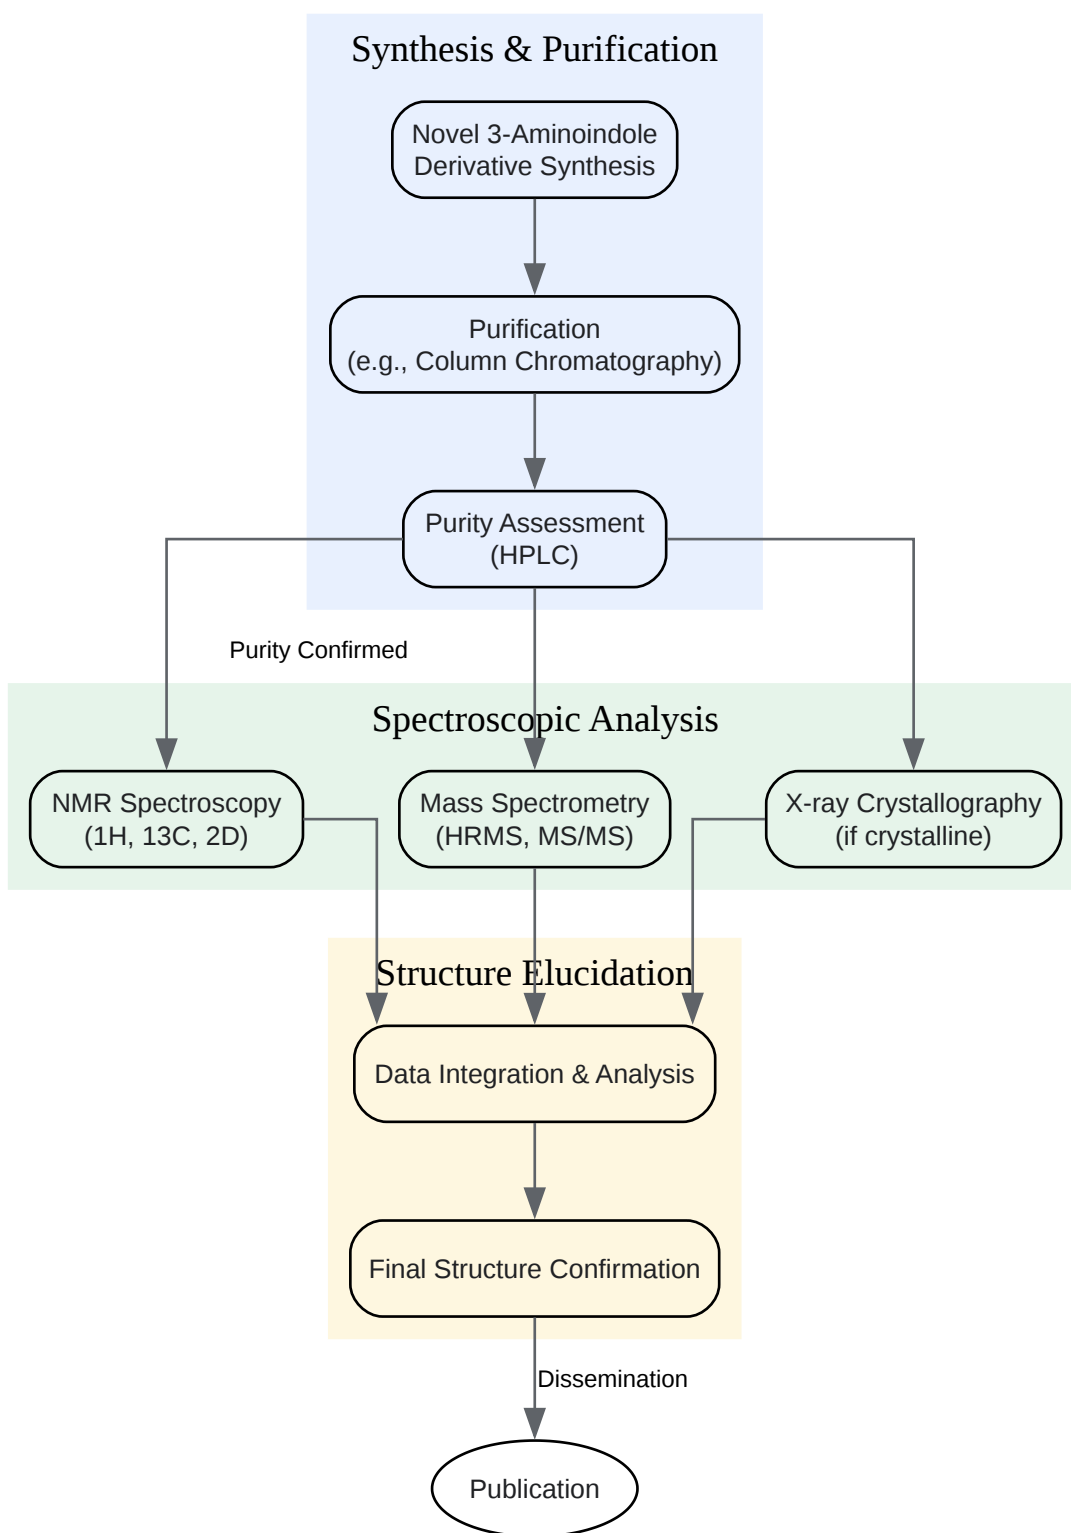 Synthesis & Purification
Novel 3-Aminoindole
Derivative Synthesis
Purification
(e.g., Column Chromatography)
Purity Assessment
(HPLC)
Purity Confirmed
Spectroscopic Analysis
NMR Spectroscopy
(1H, 13C, 2D)
Mass Spectrometry
(HRMS, MS/MS)
X-ray Crystallography
(if crystalline)
Structure Elucidation
Data Integration & Analysis
Final Structure Confirmation
Dissemination
Publication